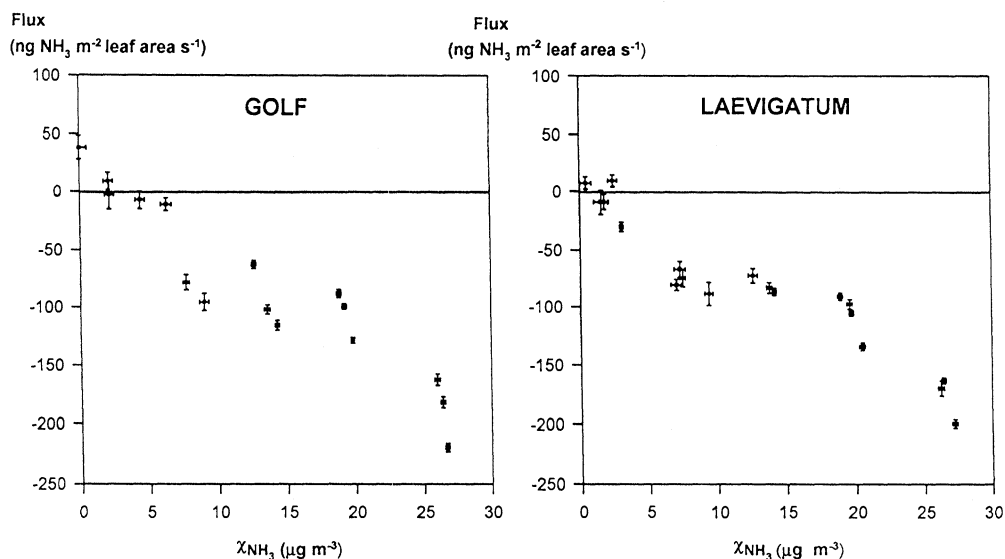 Flux
(ng NH₃ m⁻² leaf area s⁻¹)
GOLF
100
50
0
-50
-100
-150
-200
-250
0 5 10 15 20 25 30
χNH₃ (μg m⁻³)
Flux
(ng NH₃ m⁻² leaf area s⁻¹)
LAEVIGATUM
100
50
0
-50
-100
-150
-200
-250
0 5 10 15 20 25 30
χNH₃ (μg m⁻³)